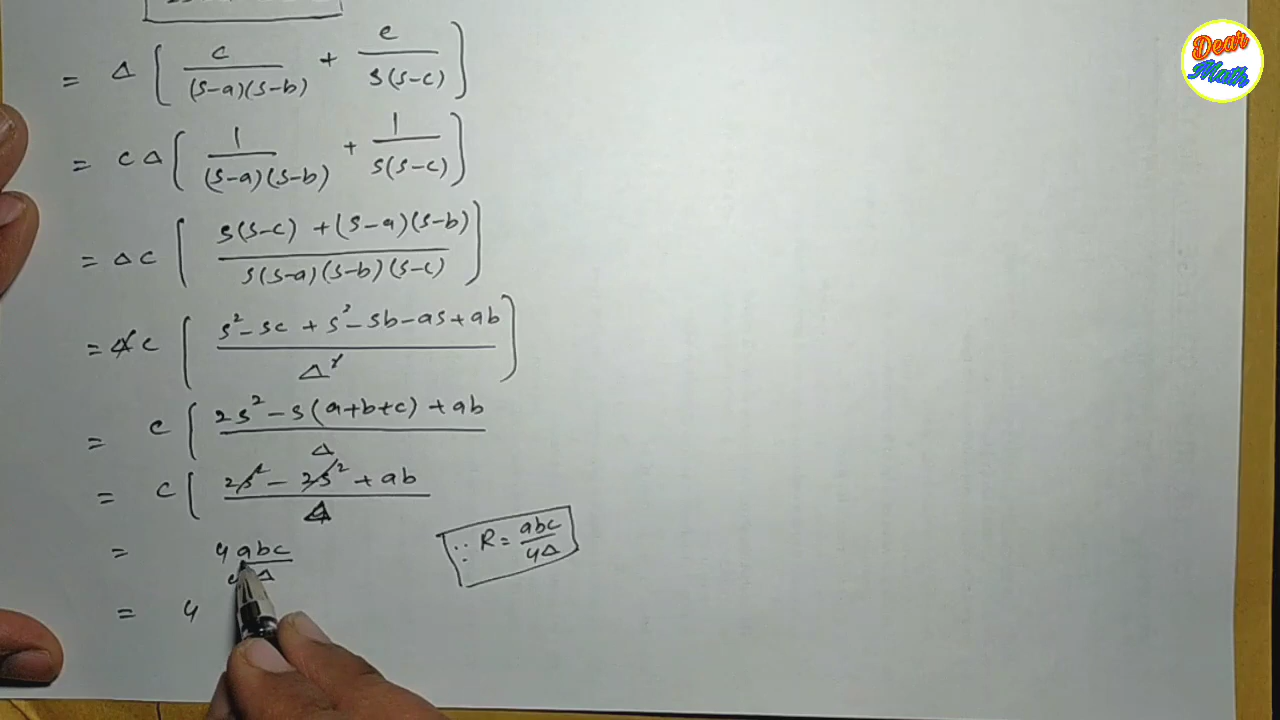 Dear Math
= Δ [ c/((s-a)(s-b)) + c/(s(s-c)) ]
= cΔ [ 1/((s-a)(s-b)) + 1/(s(s-c)) ]
= Δc [ (s(s-c) + (s-a)(s-b))/(s(s-a)(s-b)(s-c)) ]
= Δc [ (s² - sc + s² - sb - as + ab)/Δ² ]
= c [ (2s² - s(a+b+c) + ab)/Δ
= c [ (2s² - 2s² + ab)/Δ
= 4abc/4Δ
∵ R = abc/4Δ
= 4